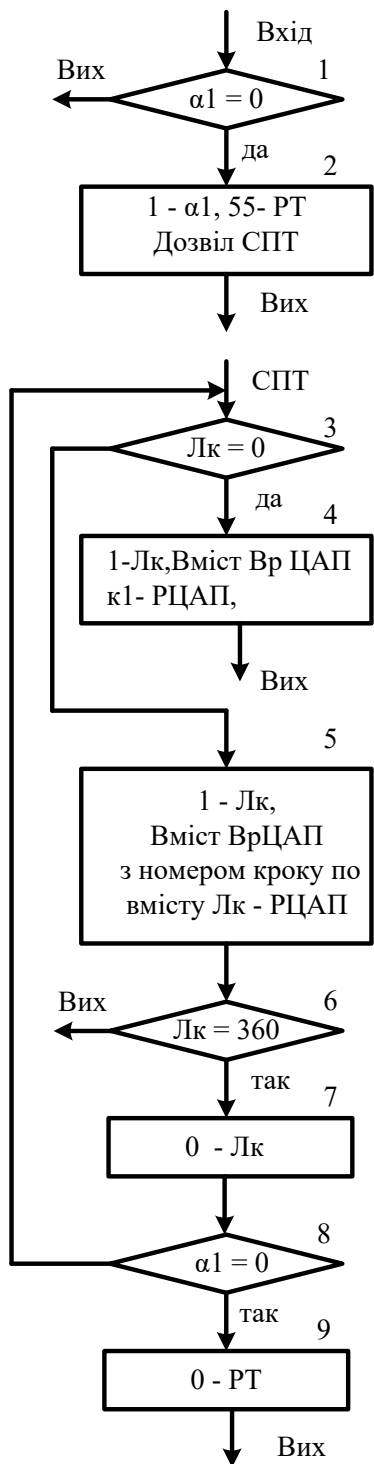 Вхід
Вих
1
α1 = 0
да
2
1 - α1, 55- РТ
Дозвіл СПТ
Вих
СПТ
3
Лк = 0
да
4
1-Лк,Вміст Вр ЦАП
к1- РЦАП,
Вих
5
1 - Лк,
Вміст ВрЦАП
з номером кроку по
вмісту Лк - РЦАП
Вих
6
Лк = 360
так
7
0 - Лк
8
α1 = 0
так
9
0 - РТ
Вих